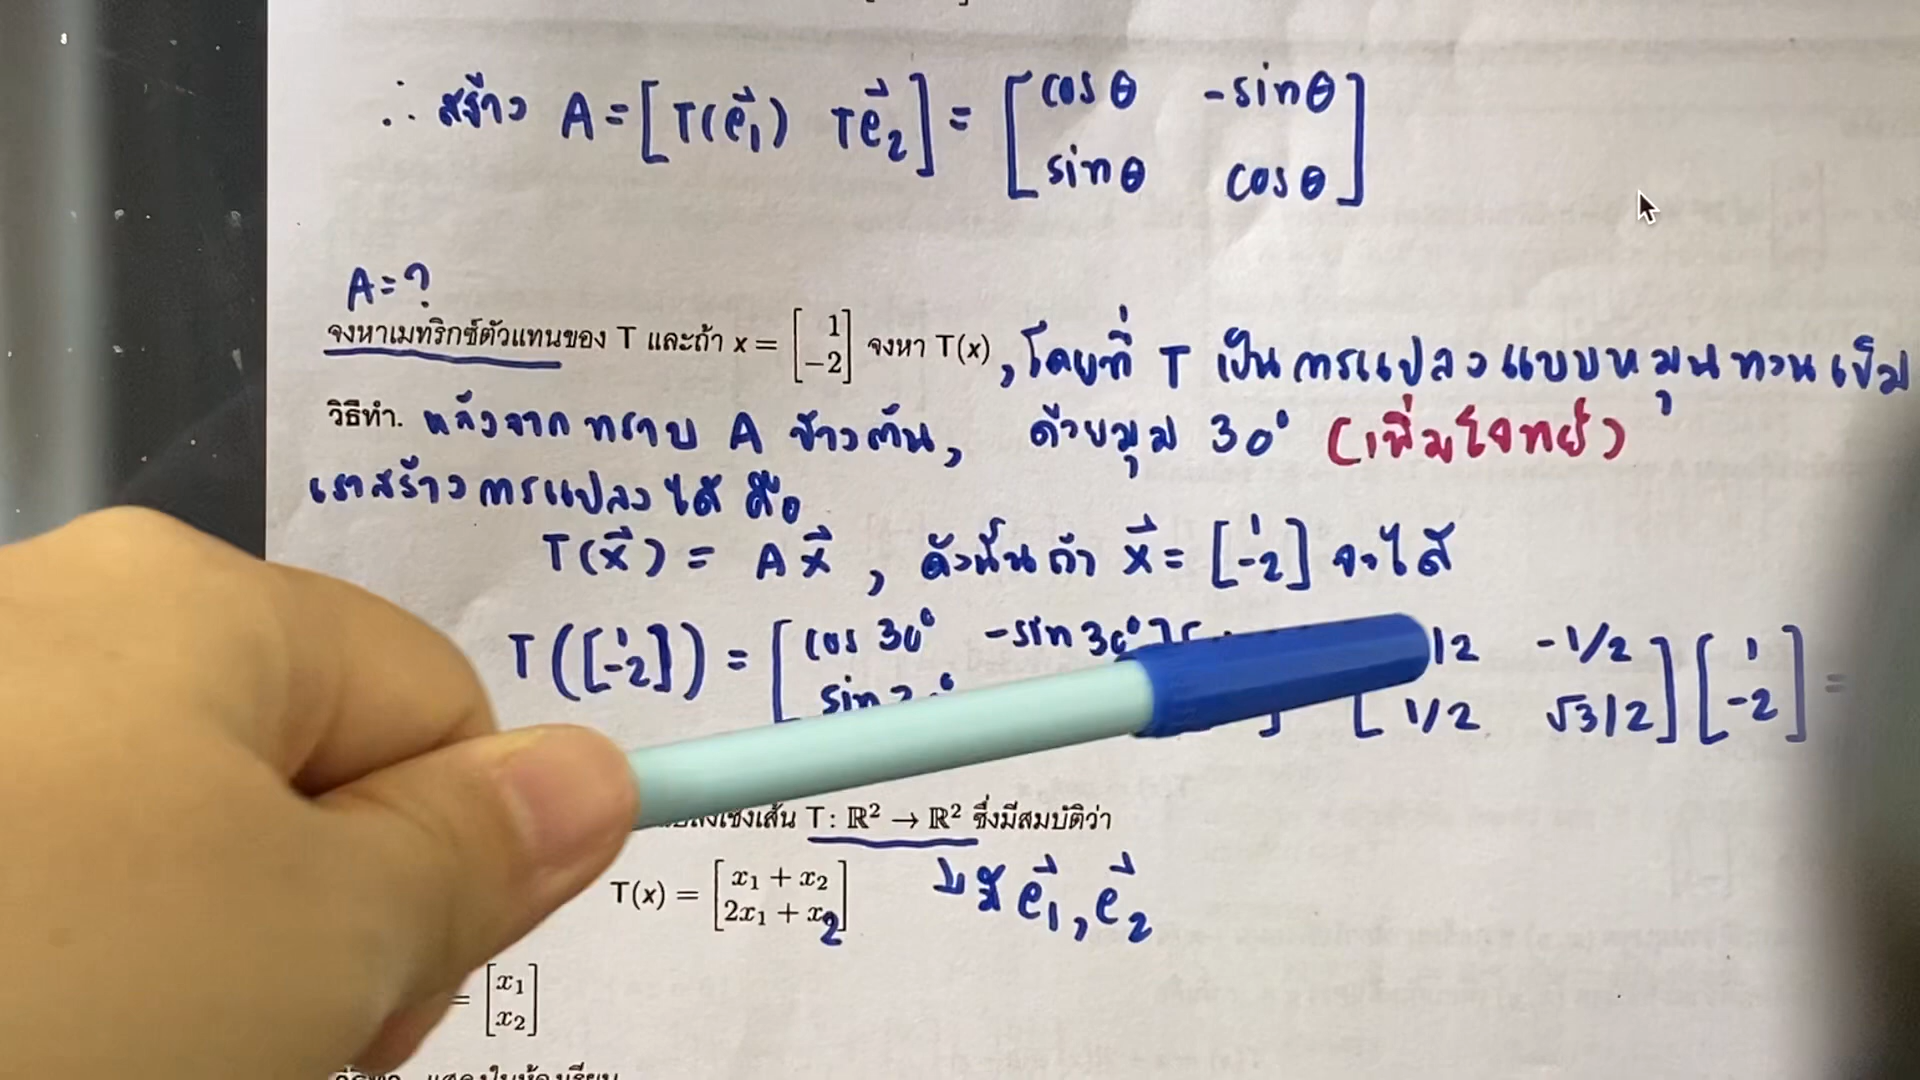 ∴ สร้าง A = [T(e⃗₁) Te⃗₂] = [cosθ -sinθ
sinθ cosθ]
A = ?
จงหาเมทริกซ์ตัวแทนของ T และถ้า x = [1 -2] จงหา T(x) , โดยที่ T เป็นการแปลงแบบหมุนทวนเข็ม
วิธีทำ. หลังจากทราบ A ข้างต้น, ด้วยมุม 30° (เพิ่มโจทย์)
เราสร้างการแปลงได้ คือ
T(x⃗) = Ax⃗ , ดังนั้นถ้า x⃗ = [1 -2] จะได้
T([1 -2]) = [cos 30° -sin 30°] /2 -1/2] [1
sin 1/2 √3/2] -2] =
เชิงเส้น T: ℝ² → ℝ² ซึ่งมีสมบัติว่า
T(x) = [x₁ + x₂
2x₁ + x₂] e⃗₁, e⃗₂
= [x₁
x₂]